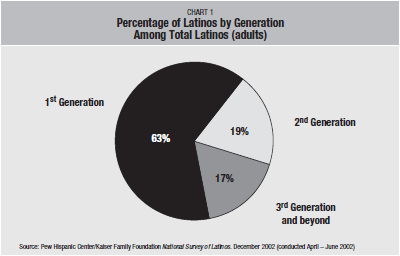 CHART 1
Percentage of Latinos by Generation
Among Total Latinos (adults)
1st Generation
63%
19%
2nd Generation
17%
3rd Generation
and beyond
Source: Pew Hispanic Center/Kaiser Family Foundation National Survey of Latinos. December 2002 (conducted April – June 2002)